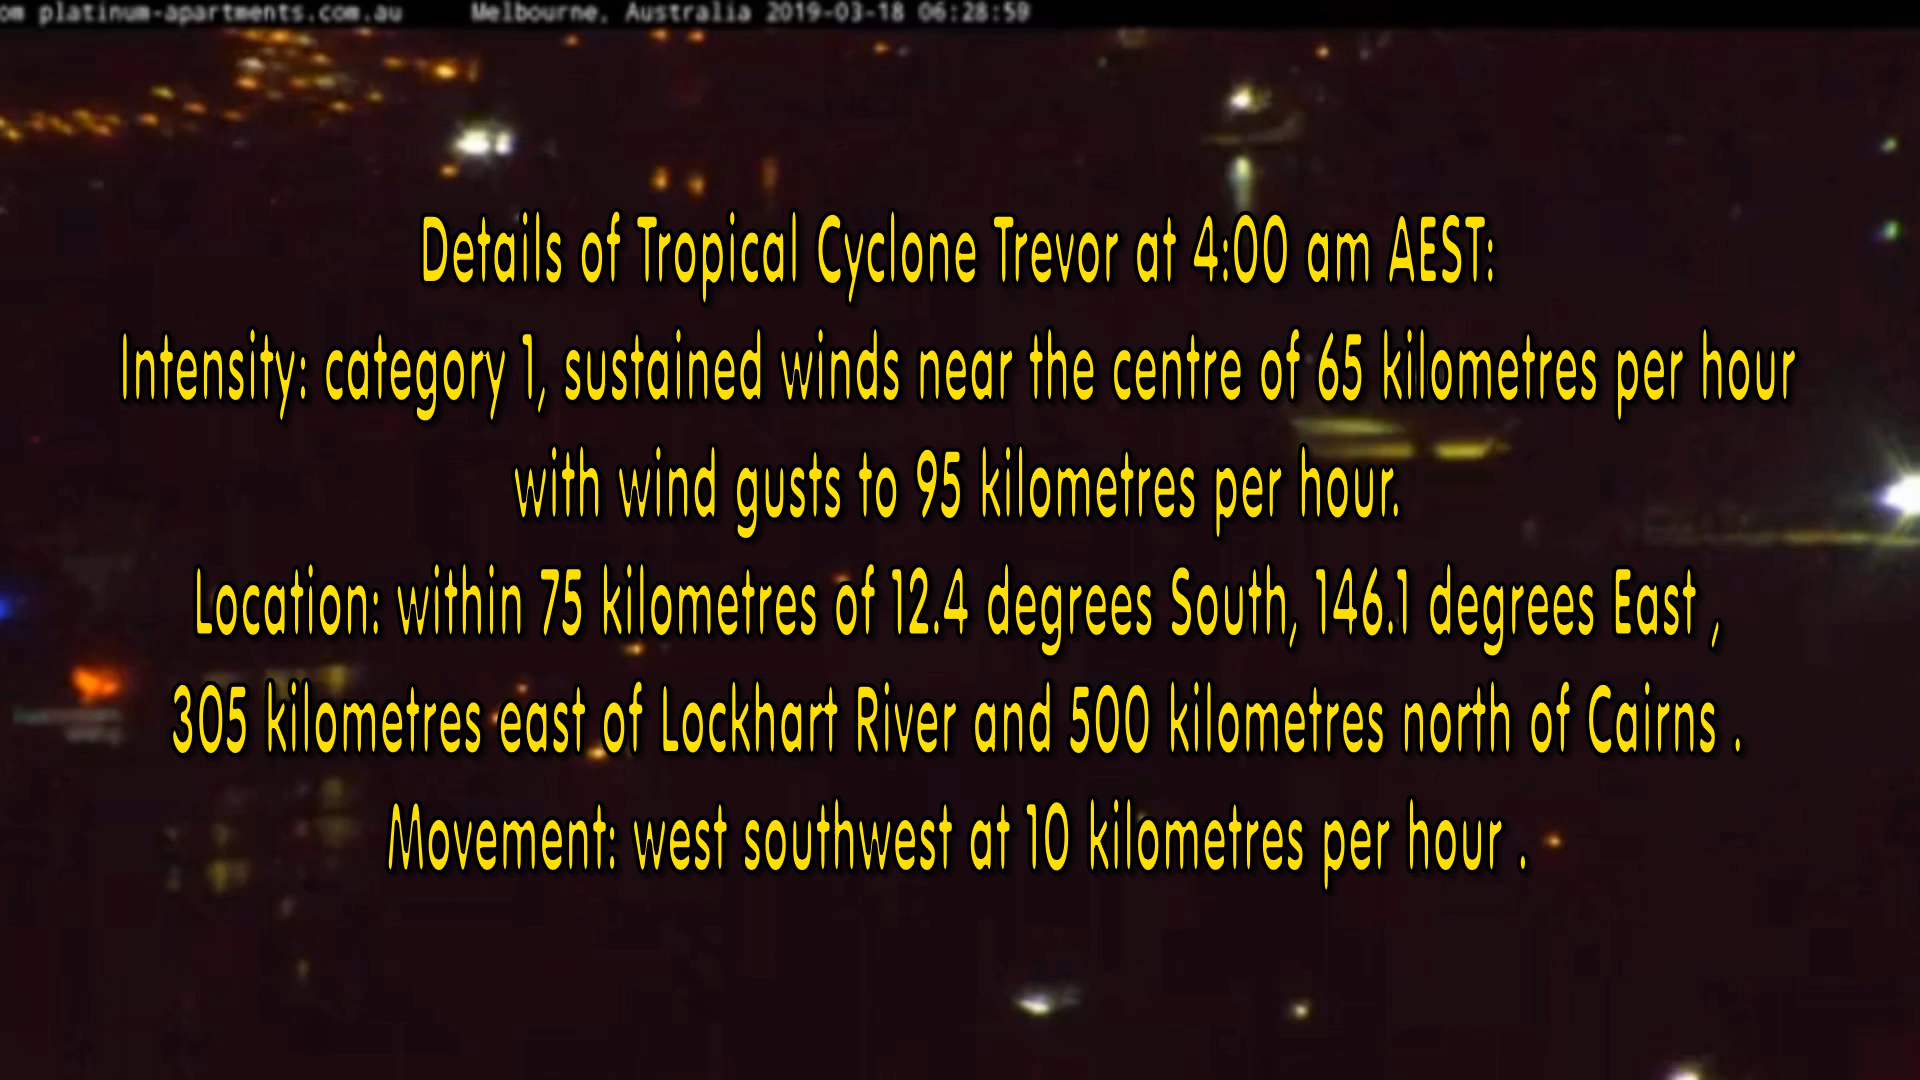 om platinum-apartments.com.au Melbourne, Australia 2019-03-18 06:28:59
Details of Tropical Cyclone Trevor at 4:00 am AEST:
Intensity: category 1, sustained winds near the centre of 65 kilometres per hour
with wind gusts to 95 kilometres per hour.
Location: within 75 kilometres of 12.4 degrees South, 146.1 degrees East ,
305 kilometres east of Lockhart River and 500 kilometres north of Cairns .
Movement: west southwest at 10 kilometres per hour .